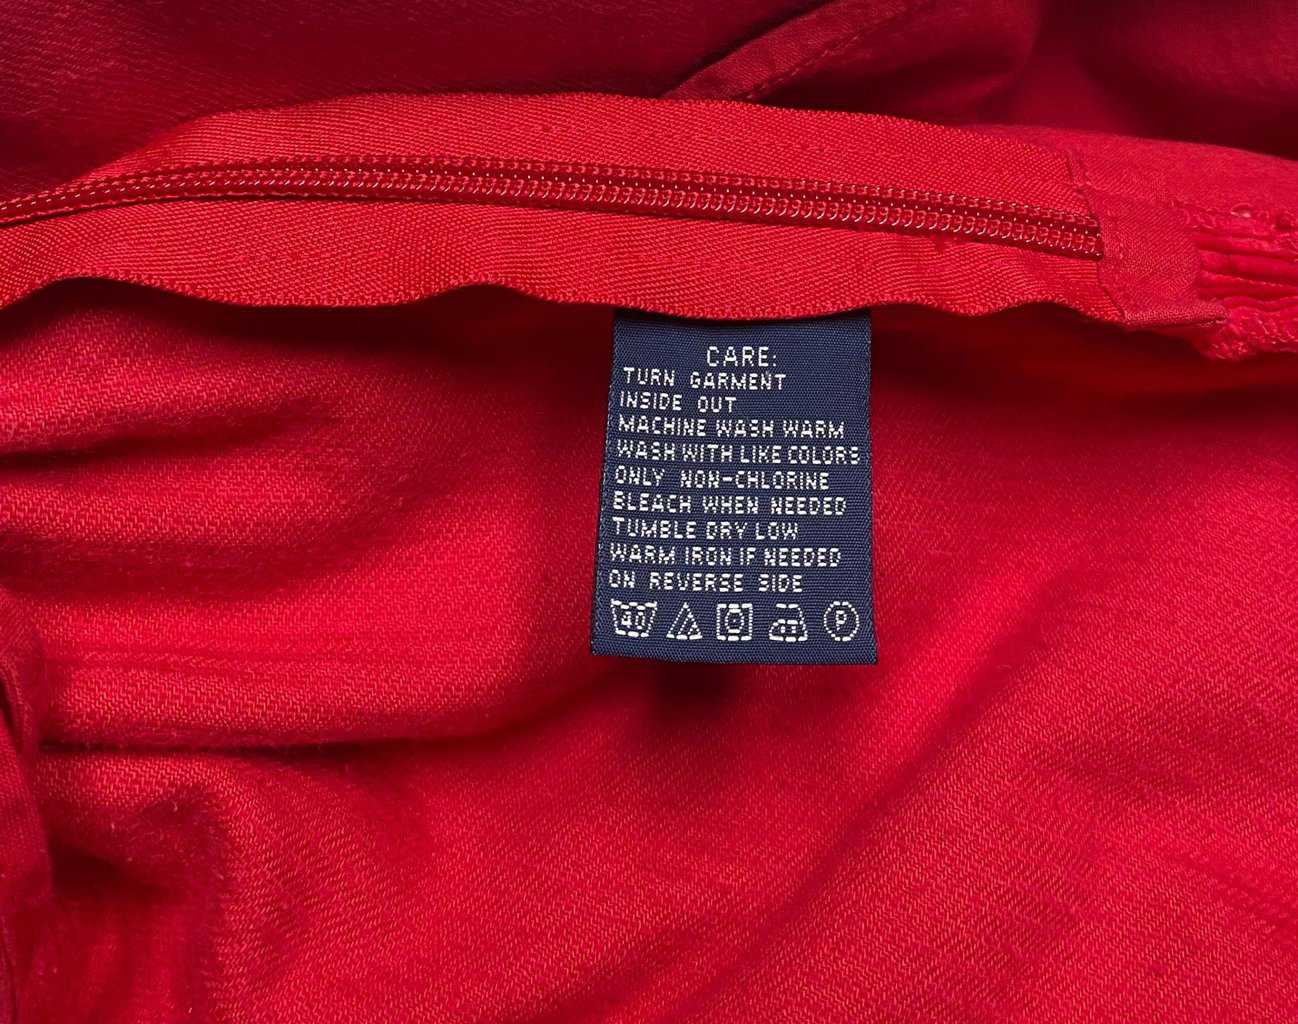 CARE:
TURN GARMENT
INSIDE OUT
MACHINE WASH WARM
WASH WITH LIKE COLORS
ONLY NON-CHLORINE
BLEACH WHEN NEEDED
TUMBLE DRY LOW
WARM IRON IF NEEDED
ON REVERSE SIDE
40 P